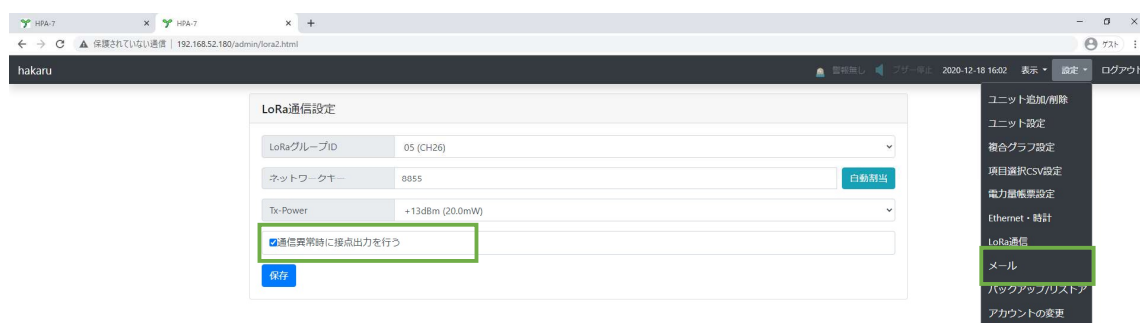 HPA-7 × HPA-7 × +
保護されていない通信 | 192.168.52.180/admin/lora2.html ゲスト
hakaru 警報無し ブザー停止 2020-12-18 16:02 表示 設定 ログアウト
LoRa通信設定
LoRaグループID 05 (CH26)
ネットワークキー 8855 自動割当
Tx-Power +13dBm (20.0mW)
通信異常時に接点出力を行う
保存
ユニット追加/削除
ユニット設定
複合グラフ設定
項目選択CSV設定
電力量帳票設定
Ethernet・時計
LoRa通信
メール
バックアップ/リストア
アカウントの変更